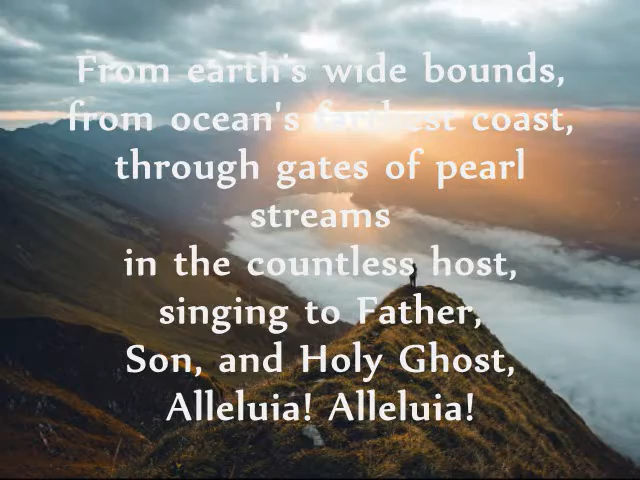 From earth's wide bounds,
from ocean's farthest coast,
through gates of pearl
streams
in the countless host,
singing to Father,
Son, and Holy Ghost,
Alleluia! Alleluia!